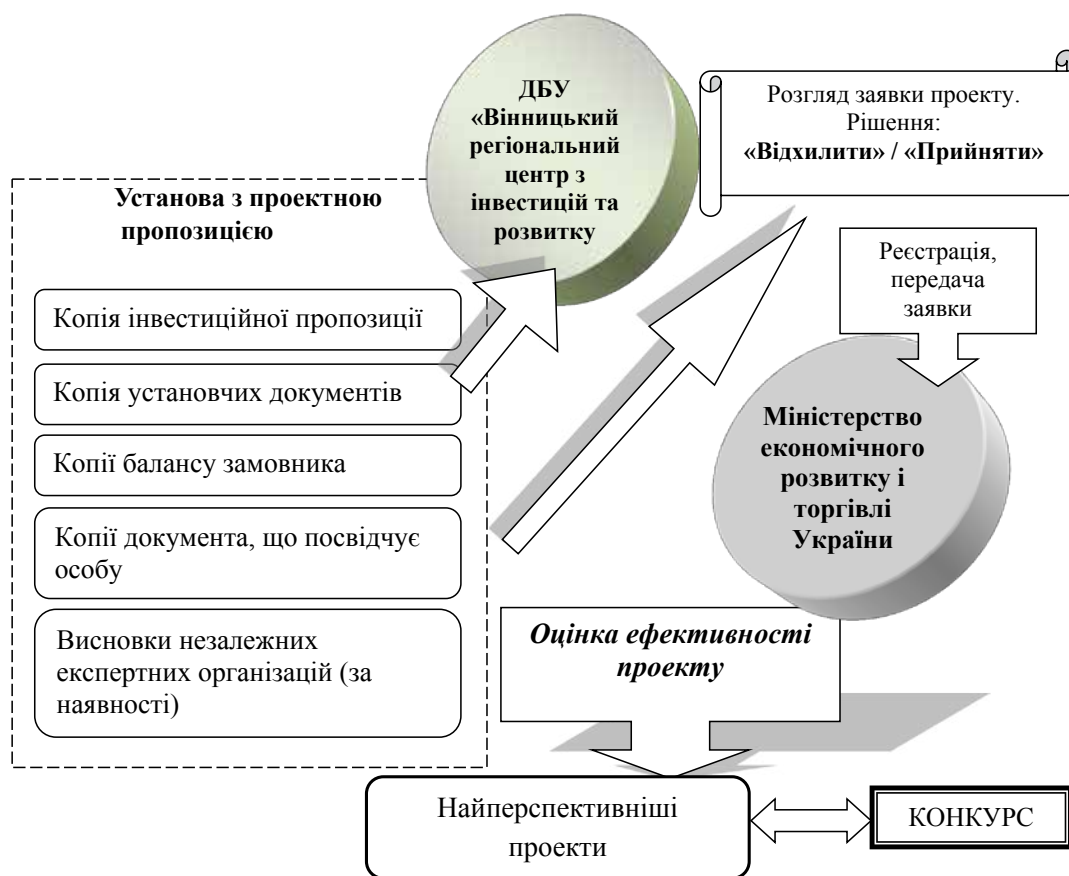 ДБУ
«Вінницький
регіональний
центр з
інвестицій та
розвитку
Розгляд заявки проекту.
Рішення:
«Відхилити» / «Прийняти»
Установа з проектною
пропозицією
Копія інвестиційної пропозиції
Копія установчих документів
Копії балансу замовника
Копії документа, що посвідчує
особу
Висновки незалежних
експертних організацій (за
наявності)
Реєстрація,
передача
заявки
Міністерство
економічного
розвитку і
торгівлі
України
Оцінка ефективності
проекту
Найперспективніші
проекти
КОНКУРС